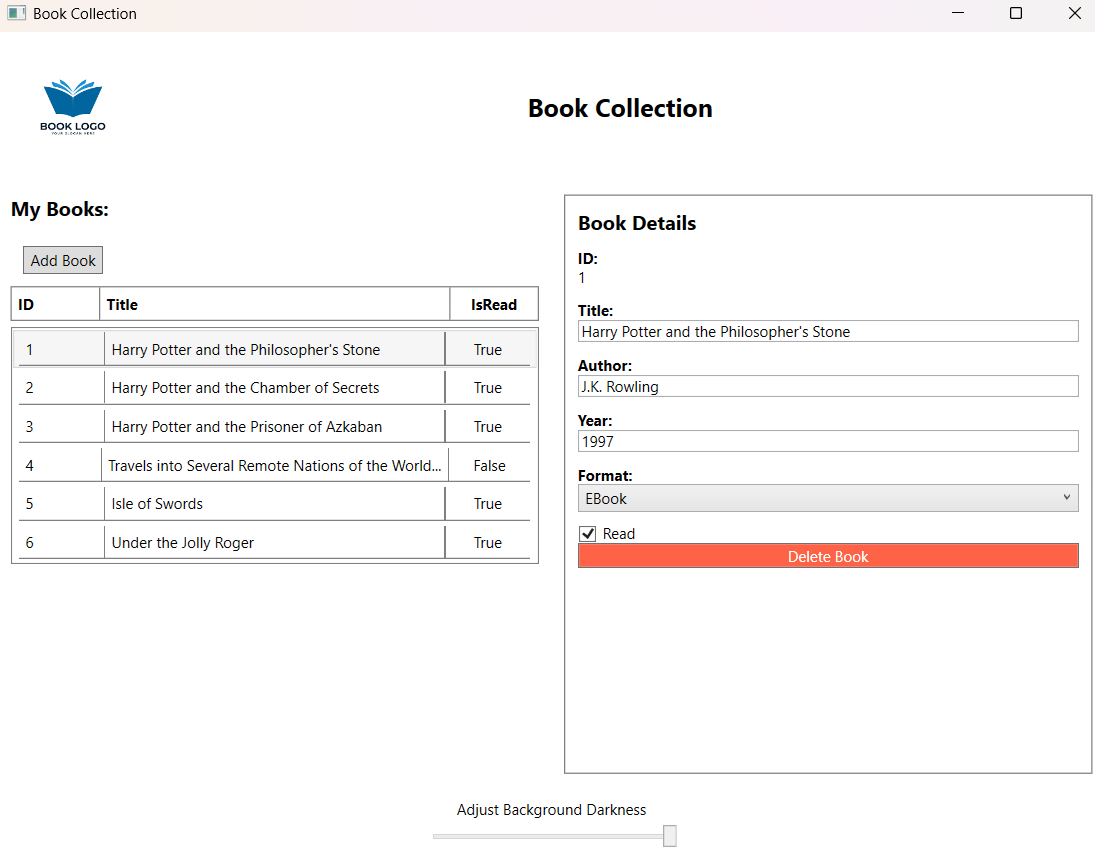 Book Collection
BOOK LOGO
YOUR SLOGAN HERE
Book Collection
My Books:
Add Book
ID Title IsRead
1 Harry Potter and the Philosopher's Stone True
2 Harry Potter and the Chamber of Secrets True
3 Harry Potter and the Prisoner of Azkaban True
4 Travels into Several Remote Nations of the World... False
5 Isle of Swords True
6 Under the Jolly Roger True
Book Details
ID:
1
Title:
Harry Potter and the Philosopher's Stone
Author:
J.K. Rowling
Year:
1997
Format:
EBook
Read
Delete Book
Adjust Background Darkness